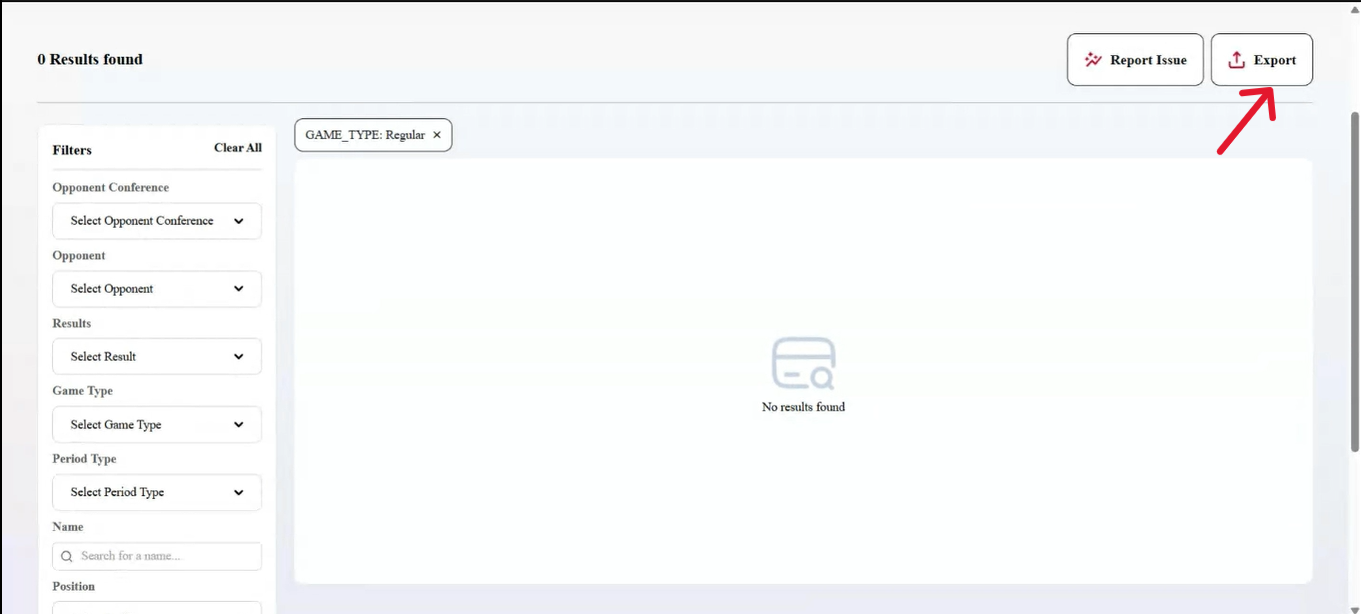 0 Results found
Report Issue
Export
Filters
Clear All
GAME_TYPE: Regular ×
Opponent Conference
Select Opponent Conference
Opponent
Select Opponent
Results
Select Result
Game Type
Select Game Type
Period Type
Select Period Type
Name
Search for a name...
Position
No results found